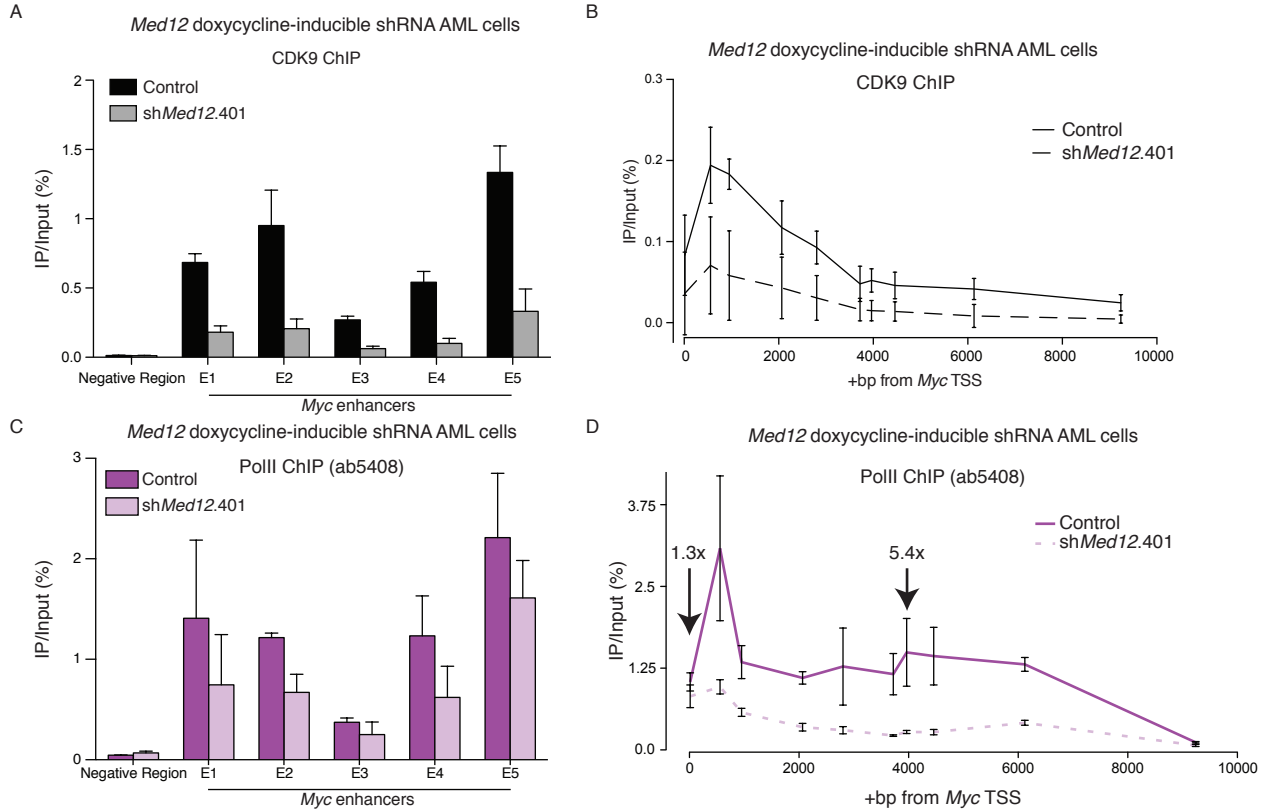 A
Med12 doxycycline-inducible shRNA AML cells
CDK9 ChIP
Control
shMed12.401
2
1.5
1
0.5
0.0
IP/Input (%)
Negative Region E1 E2 E3 E4 E5
Myc enhancers
B
Med12 doxycycline-inducible shRNA AML cells
CDK9 ChIP
Control
shMed12.401
0.3
0.2
0.1
0.0
IP/Input (%)
0 2000 4000 6000 8000 10000
+bp from Myc TSS
C
Med12 doxycycline-inducible shRNA AML cells
PolII ChIP (ab5408)
Control
shMed12.401
3
2
1
0
IP/Input (%)
Negative Region E1 E2 E3 E4 E5
Myc enhancers
D
Med12 doxycycline-inducible shRNA AML cells
PolII ChIP (ab5408)
Control
shMed12.401
1.3x
5.4x
3.75
2.5
1.25
0.0
IP/Input (%)
0 2000 4000 6000 8000 10000
+bp from Myc TSS